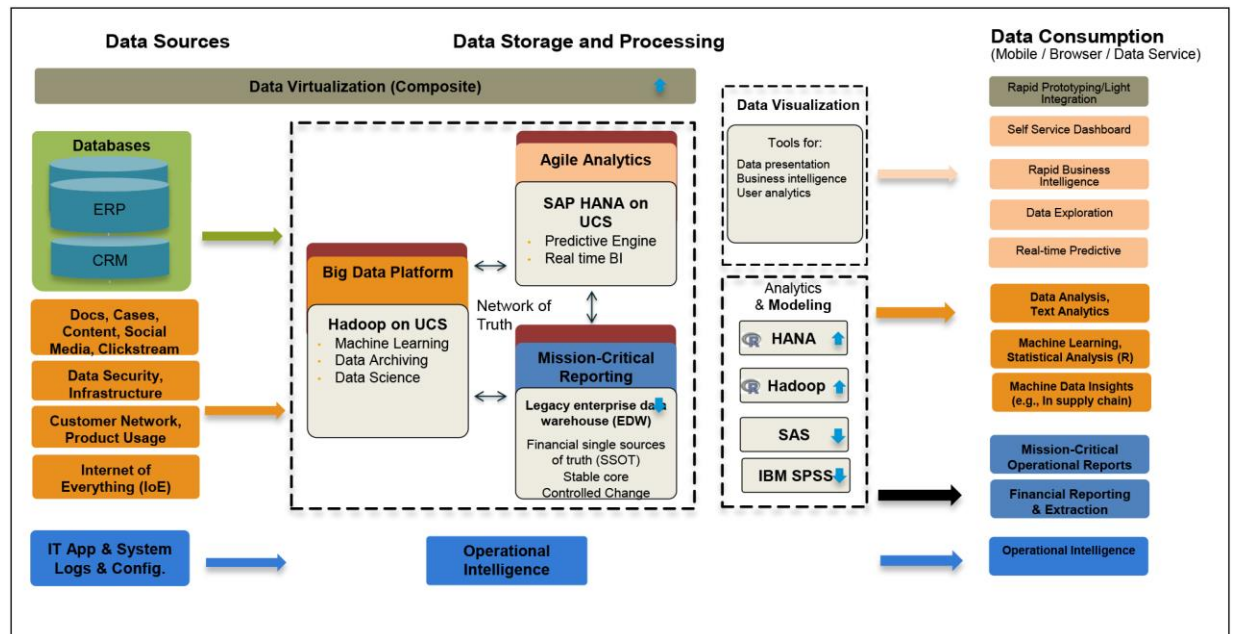 Data Sources
Data Storage and Processing
Data Consumption
(Mobile / Browser / Data Service)
Data Virtualization (Composite)
Databases
ERP
CRM
Docs, Cases,
Content, Social
Media, Clickstream
Data Security,
Infrastructure
Customer Network,
Product Usage
Internet of
Everything (IoE)
IT App & System
Logs & Config.
Big Data Platform
Hadoop on UCS
Machine Learning
Data Archiving
Data Science
Agile Analytics
SAP HANA on
UCS
Predictive Engine
Real time BI
Network of
Truth
Mission-Critical
Reporting
Legacy enterprise data
warehouse (EDW)
Financial single sources
of truth (SSOT)
Stable core
Controlled Change
Operational
Intelligence
Data Visualization
Tools for:
Data presentation
Business intelligence
User analytics
Analytics
& Modeling
R HANA
R Hadoop
SAS
IBM SPSS
Rapid Prototyping/Light
Integration
Self Service Dashboard
Rapid Business
Intelligence
Data Exploration
Real-time Predictive
Data Analysis,
Text Analytics
Machine Learning,
Statistical Analysis (R)
Machine Data Insights
(e.g., In supply chain)
Mission-Critical
Operational Reports
Financial Reporting
& Extraction
Operational Intelligence